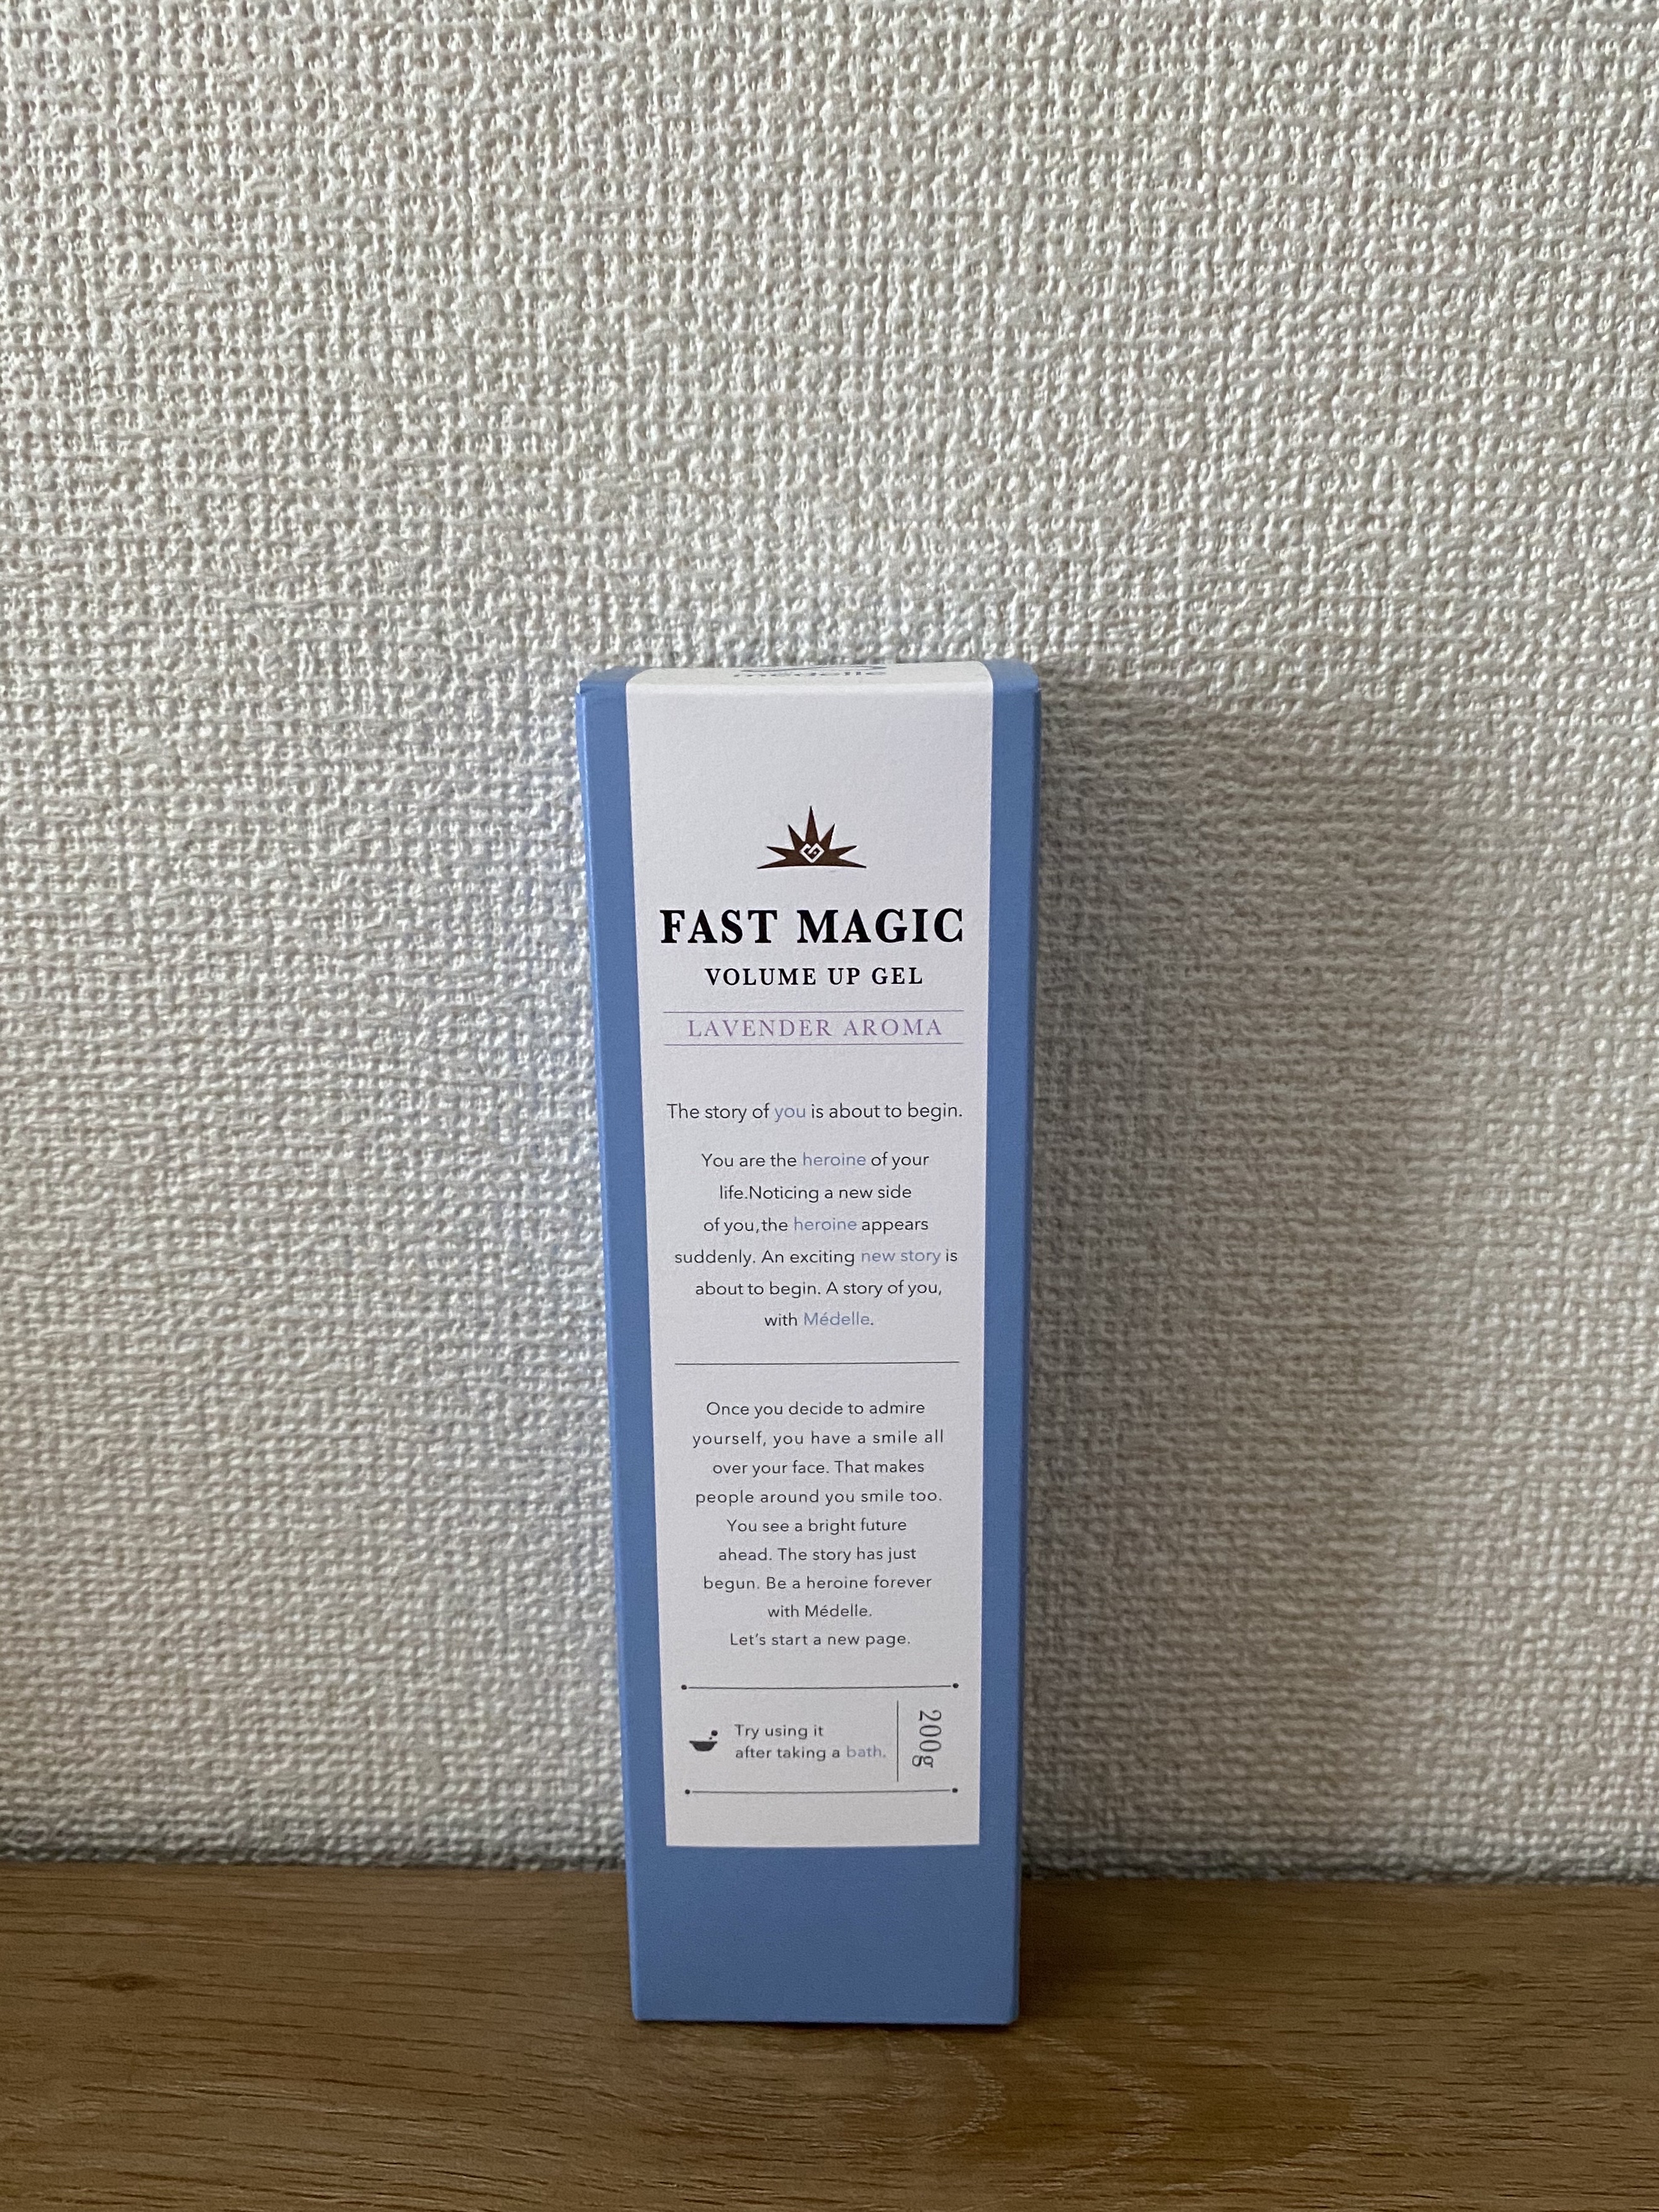 médelle
FAST MAGIC
VOLUME UP GEL
LAVENDER AROMA
The story of you is about to begin.
You are the heroine of your
life.Noticing a new side
of you,the heroine appears
suddenly. An exciting new story is
about to begin. A story of you,
with Médelle.
Once you decide to admire
yourself, you have a smile all
over your face. That makes
people around you smile too.
You see a bright future
ahead. The story has just
begun. Be a heroine forever
with Médelle.
Let's start a new page.
Try using it
after taking a bath.
200g